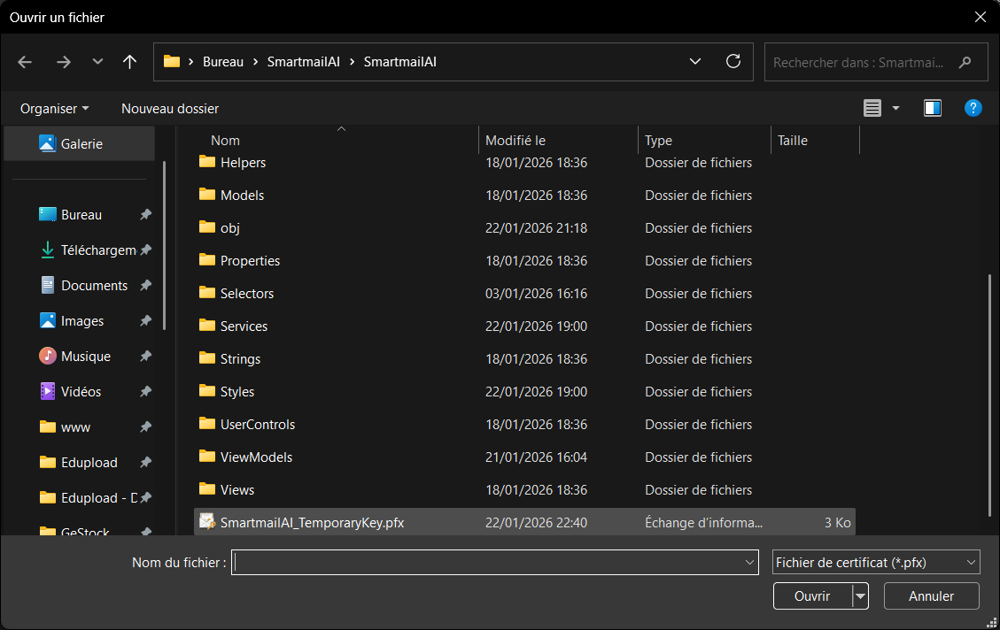 Ouvrir un fichier
Bureau > SmartmailAI > SmartmailAI
Rechercher dans : Smartmai...
Organiser
Nouveau dossier
?
Galerie
Bureau
Téléchargem
Documents
Images
Musique
Vidéos
www
Edupload
Edupload - D
GeStock
Nom Modifié le Type Taille
Helpers 18/01/2026 18:36 Dossier de fichiers
Models 18/01/2026 18:36 Dossier de fichiers
obj 22/01/2026 21:18 Dossier de fichiers
Properties 18/01/2026 18:36 Dossier de fichiers
Selectors 03/01/2026 16:16 Dossier de fichiers
Services 22/01/2026 19:00 Dossier de fichiers
Strings 18/01/2026 18:36 Dossier de fichiers
Styles 22/01/2026 19:00 Dossier de fichiers
UserControls 18/01/2026 18:36 Dossier de fichiers
ViewModels 21/01/2026 16:04 Dossier de fichiers
Views 18/01/2026 18:36 Dossier de fichiers
SmartmailAI_TemporaryKey.pfx 22/01/2026 22:40 Échange d'informa... 3 Ko
Nom du fichier :
Fichier de certificat (*.pfx)
Ouvrir
Annuler